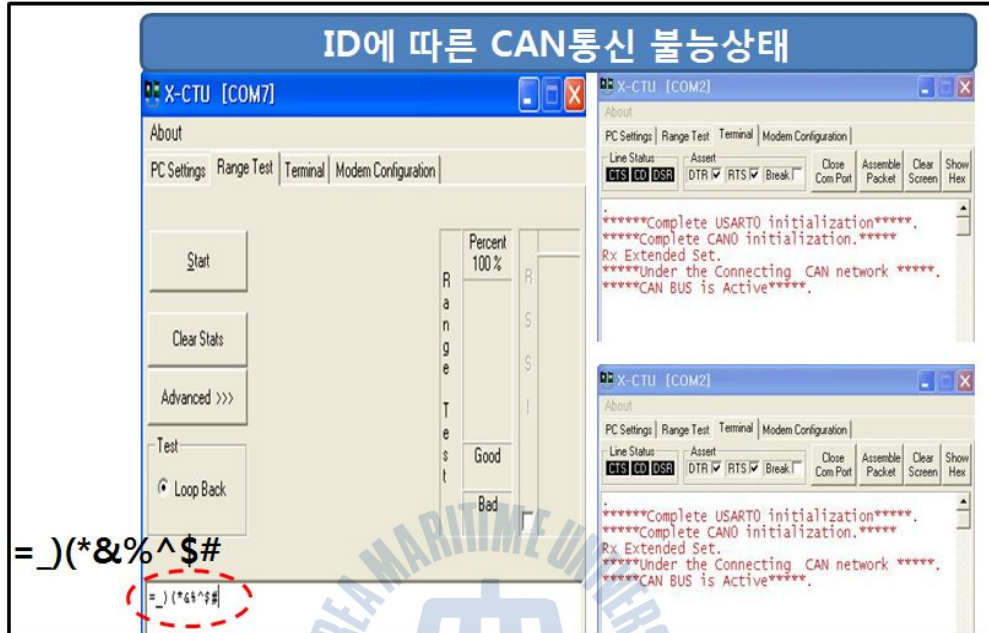 ID에 따른 CAN통신 불능상태
X-CTU [COM7]
About
PC Settings Range Test Terminal Modem Configuration
Start
Clear Stats
Advanced >>>
Test
Loop Back
Range Test
Percent
100 %
Good
Bad
RSSI
=_)(*&%^$#
=_)(*&%^$#
X-CTU [COM2]
About
PC Settings Range Test Terminal Modem Configuration
Line Status
CTS CD DSR
Assert
DTR RTS Break
Close
Com Port
Assemble
Packet
Clear
Screen
Show
Hex
.
******Complete USART0 initialization*****.
*****Complete CAN0 initialization.*****
Rx Extended Set.
*****Under the Connecting  CAN network *****.
*****CAN BUS is Active*****.
X-CTU [COM2]
About
PC Settings Range Test Terminal Modem Configuration
Line Status
CTS CD DSR
Assert
DTR RTS Break
Close
Com Port
Assemble
Packet
Clear
Screen
Show
Hex
.
******Complete USART0 initialization*****.
*****Complete CAN0 initialization.*****
Rx Extended Set.
*****Under the Connecting  CAN network *****.
*****CAN BUS is Active*****.